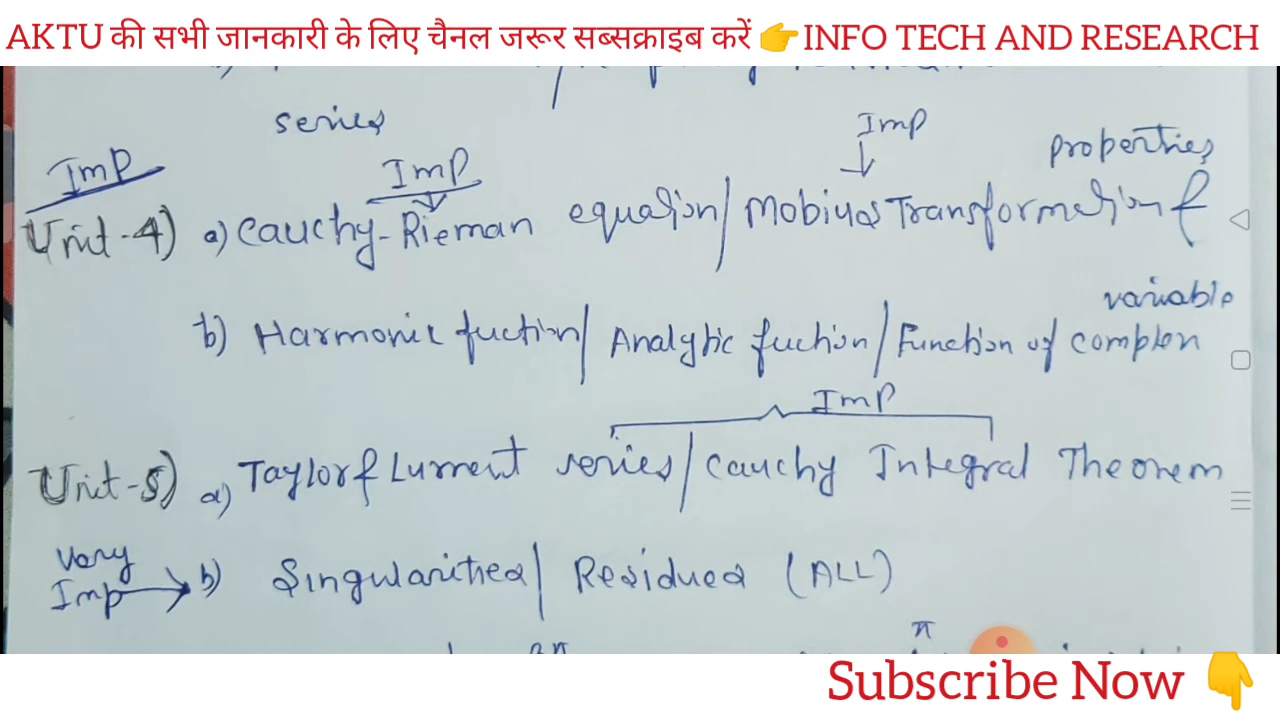 AKTU की सभी जानकारी के लिए चैनल जरूर सब्सक्राइब करें 👉 INFO TECH AND RESEARCH
series
Imp
Imp
Imp
properties
Unit-4) a) Cauchy-Rieman equation/ Mobius Transformation &
variable
b) Harmonic fuction/ Analytic fuction/ Function of complex
Imp
Unit-5) a) Taylor & Lurrent series/ Cauchy Integral Theorem
Very
Imp → b) Singularities/ Residues (ALL)
π
Subscribe Now 👇